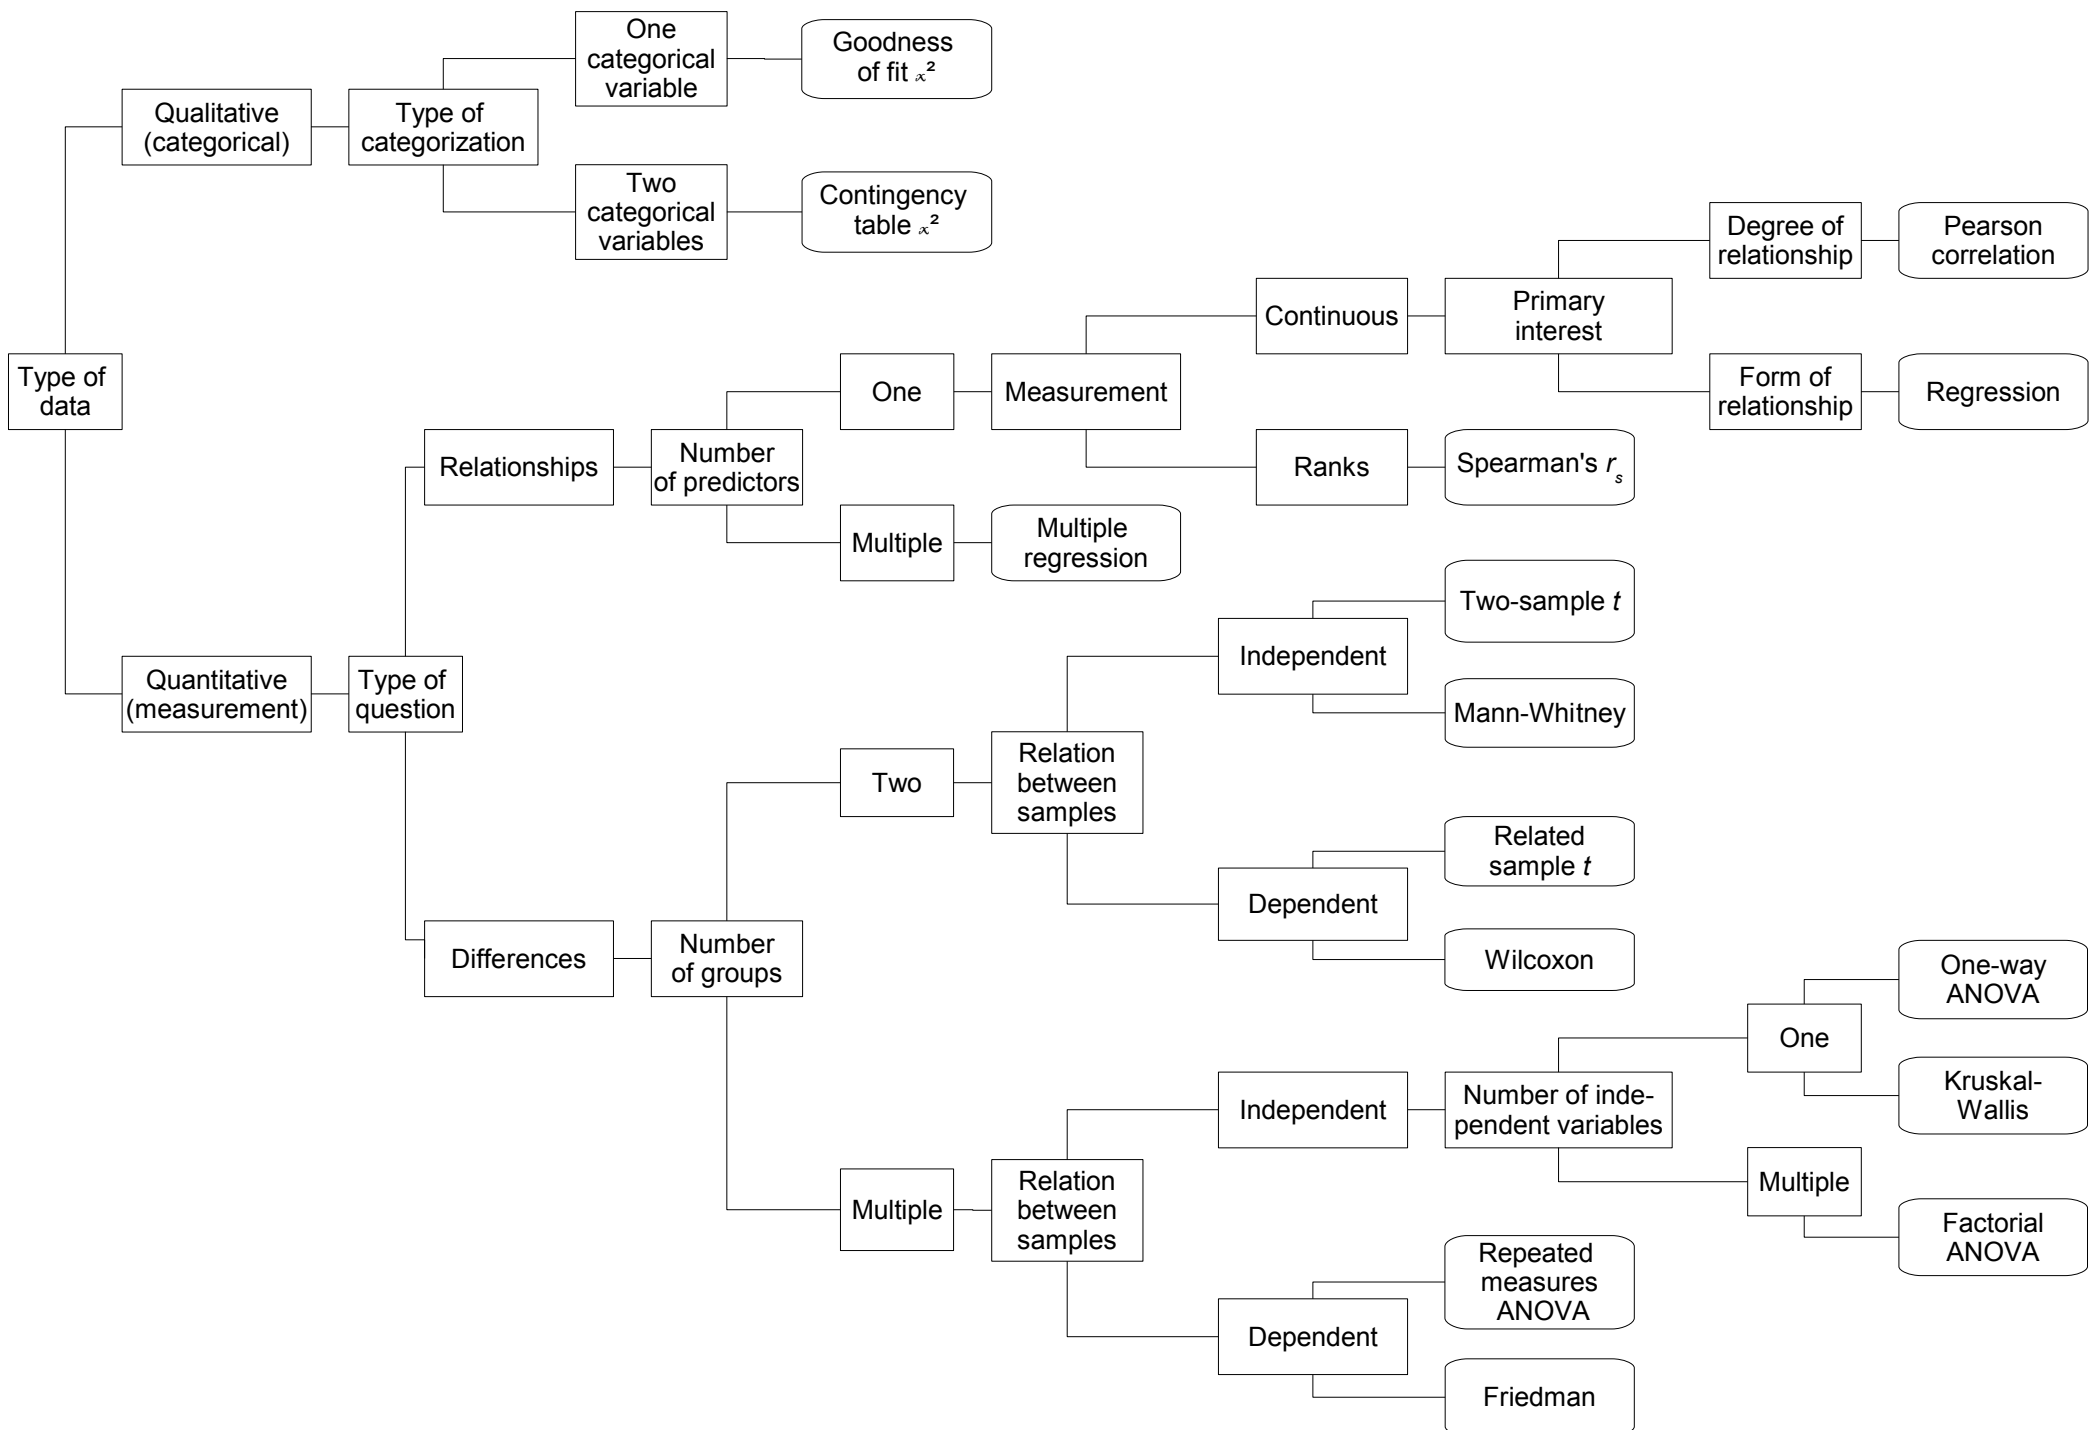 One
categorical
variable
Goodness
of fit 𝓍²
Qualitative
(categorical)
Type of
categorization
Two
categorical
variables
Contingency
table 𝓍²
Degree of
relationship
Pearson
correlation
Continuous
Primary
interest
Type of
data
One
Measurement
Form of
relationship
Regression
Relationships
Number
of predictors
Ranks
Spearman's rₛ
Multiple
Multiple
regression
Two-sample t
Independent
Quantitative
(measurement)
Type of
question
Mann-Whitney
Two
Relation
between
samples
Related
sample t
Dependent
Differences
Number
of groups
Wilcoxon
One-way
ANOVA
One
Independent
Number of inde-
pendent variables
Kruskal-
Wallis
Multiple
Multiple
Relation
between
samples
Factorial
ANOVA
Repeated
measures
ANOVA
Dependent
Friedman